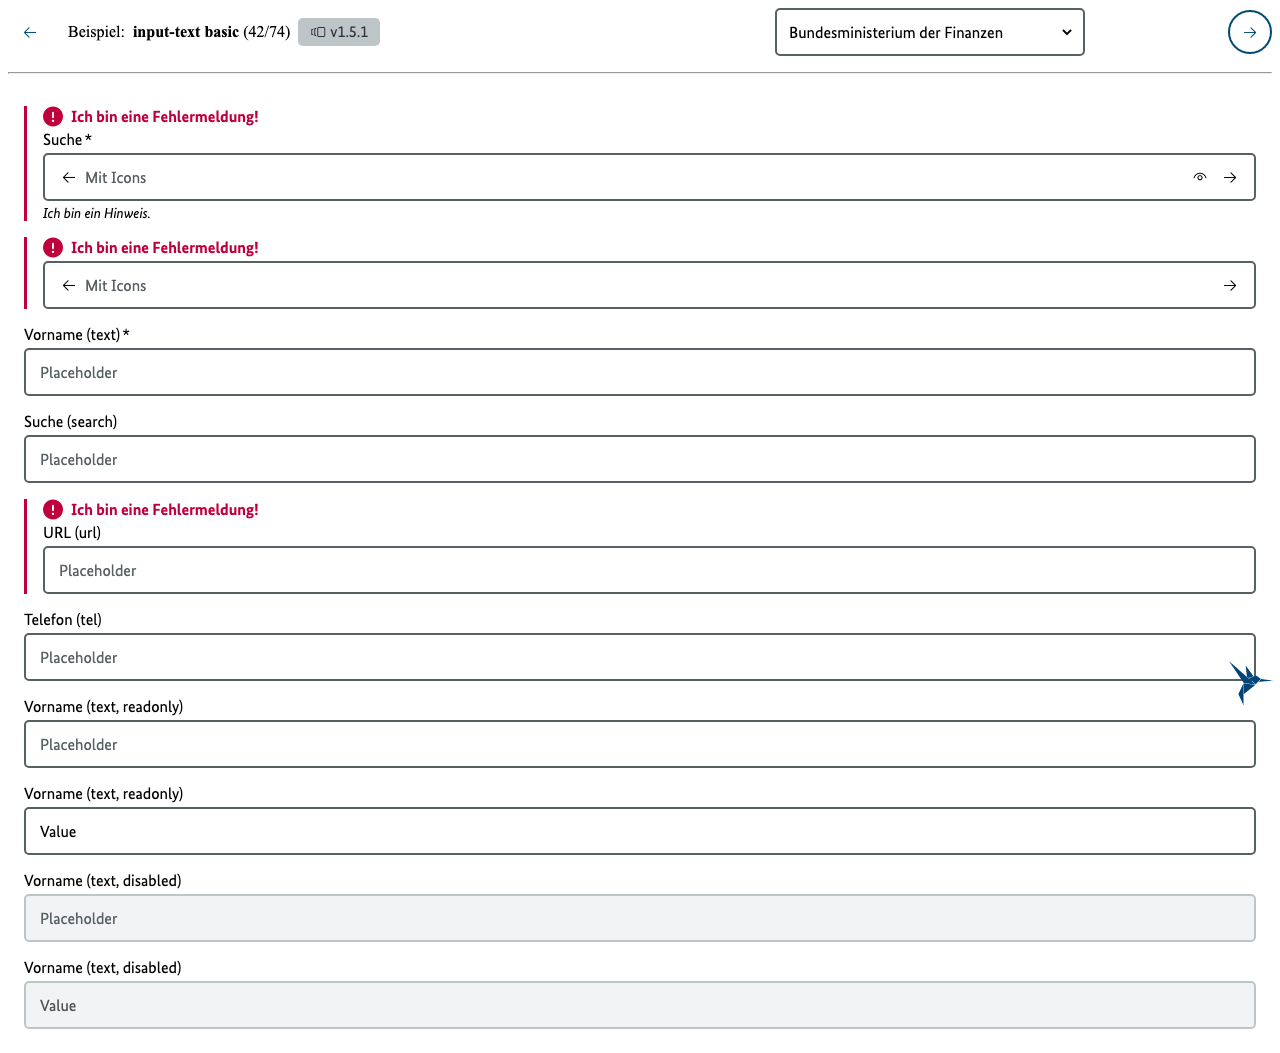 Beispiel: input-text basic (42/74) v1.5.1 Bundesministerium der Finanzen
Ich bin eine Fehlermeldung!
Suche*
Mit Icons
Ich bin ein Hinweis.
Ich bin eine Fehlermeldung!
Mit Icons
Vorname (text)*
Placeholder
Suche (search)
Placeholder
Ich bin eine Fehlermeldung!
URL (url)
Placeholder
Telefon (tel)
Placeholder
Vorname (text, readonly)
Placeholder
Vorname (text, readonly)
Value
Vorname (text, disabled)
Placeholder
Vorname (text, disabled)
Value